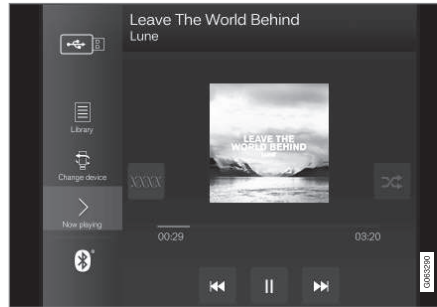 Leave The World Behind
Lune
Library
Change device
Now playing
LEAVE THE
WORLD BEHIND
LUNE
XXXX
00:29
03:20
G063290